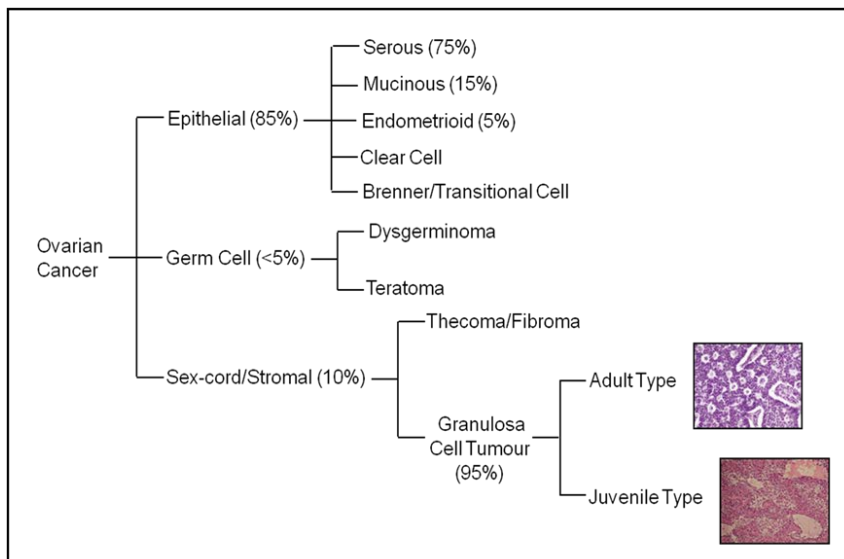 Serous (75%)
Mucinous (15%)
Epithelial (85%)
Endometrioid (5%)
Clear Cell
Brenner/Transitional Cell
Ovarian
Cancer
Germ Cell (<5%)
Dysgerminoma
Teratoma
Sex-cord/Stromal (10%)
Thecoma/Fibroma
Granulosa
Cell Tumour
(95%)
Adult Type
Juvenile Type